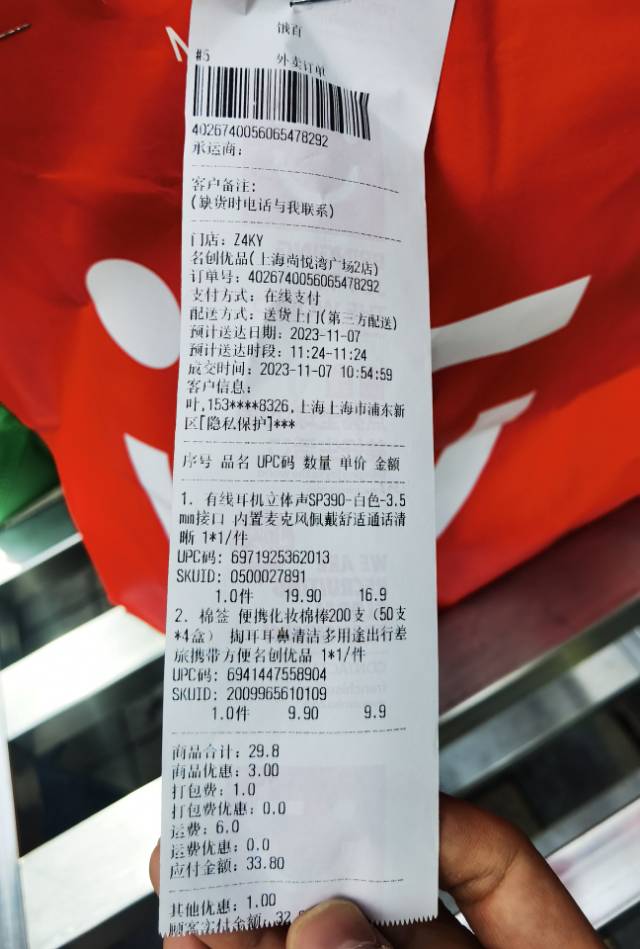 饿百
#5 外卖订单
4026740056065478292
承运商:
客户备注:
(缺货时电话与我联系)
门店: Z4KY
名创优品(上海尚悦湾广场2店)
订单号: 4026740056065478292
支付方式: 在线支付
配送方式: 送货上门(第三方配送)
预计送达日期: 2023-11-07
预计送达时段: 11:24-11:24
成交时间: 2023-11-07 10:54:59
客户信息:
叶,153****8326,上海上海市浦东新
区[隐私保护]***
序号 品名 UPC码 数量 单价 金额
1. 有线耳机立体声SP390-白色-3.5
mm接口 内置麦克风佩戴舒适通话清
晰 1*1/件
UPC码: 6971925362013
SKUID: 0500027891
1.0件 19.90 16.9
2. 棉签 便携化妆棉棒200支（50支
*4盒） 掏耳耳鼻清洁多用途出行差
旅携带方便名创优品 1*1/件
UPC码: 6941447558904
SKUID: 2009965610109
1.0件 9.90 9.9
商品合计: 29.8
商品优惠: 3.00
打包费: 1.0
打包费优惠: 0.0
运费: 6.0
运费优惠: 0.0
应付金额: 33.80
其他优惠: 1.00
顾客实付金额: 32